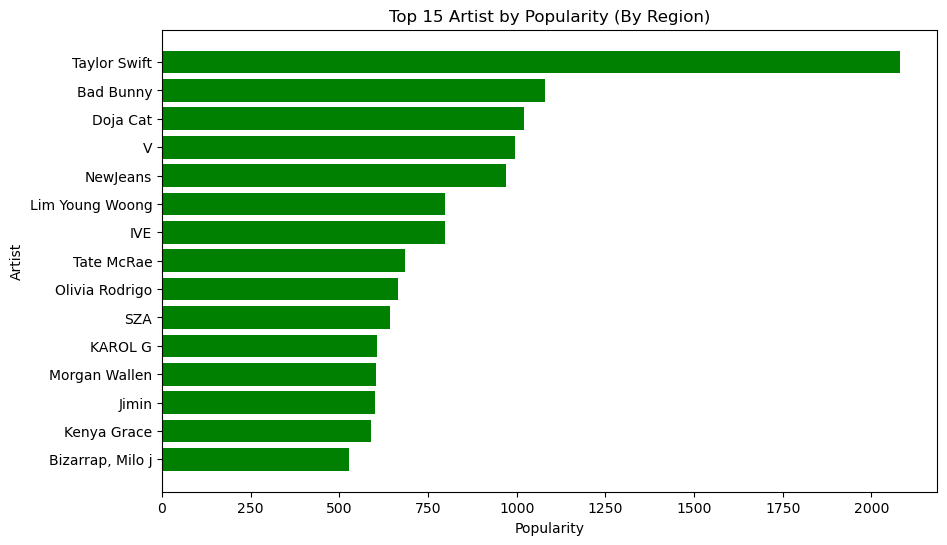 Top 15 Artist by Popularity (By Region)
Artist
Taylor Swift
Bad Bunny
Doja Cat
V
NewJeans
Lim Young Woong
IVE
Tate McRae
Olivia Rodrigo
SZA
KAROL G
Morgan Wallen
Jimin
Kenya Grace
Bizarrap, Milo j
0 250 500 750 1000 1250 1500 1750 2000
Popularity